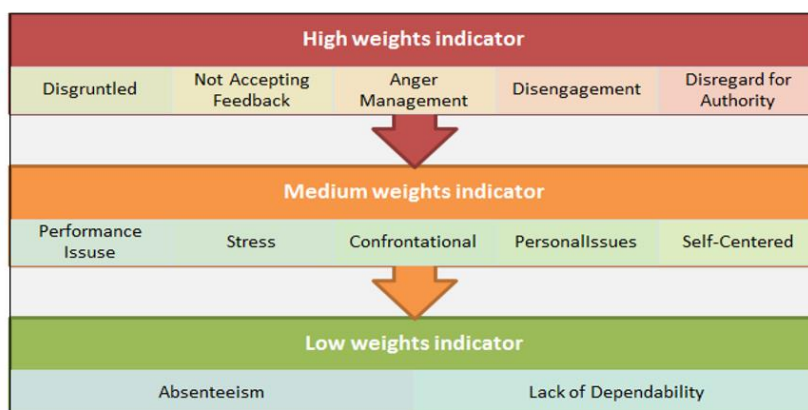 High weights indicator
Disgruntled
Not Accepting
Feedback
Anger
Management
Disengagement
Disregard for
Authority
Medium weights indicator
Performance
Issuse
Stress
Confrontational
PersonalIssues
Self-Centered
Low weights indicator
Absenteeism
Lack of Dependability